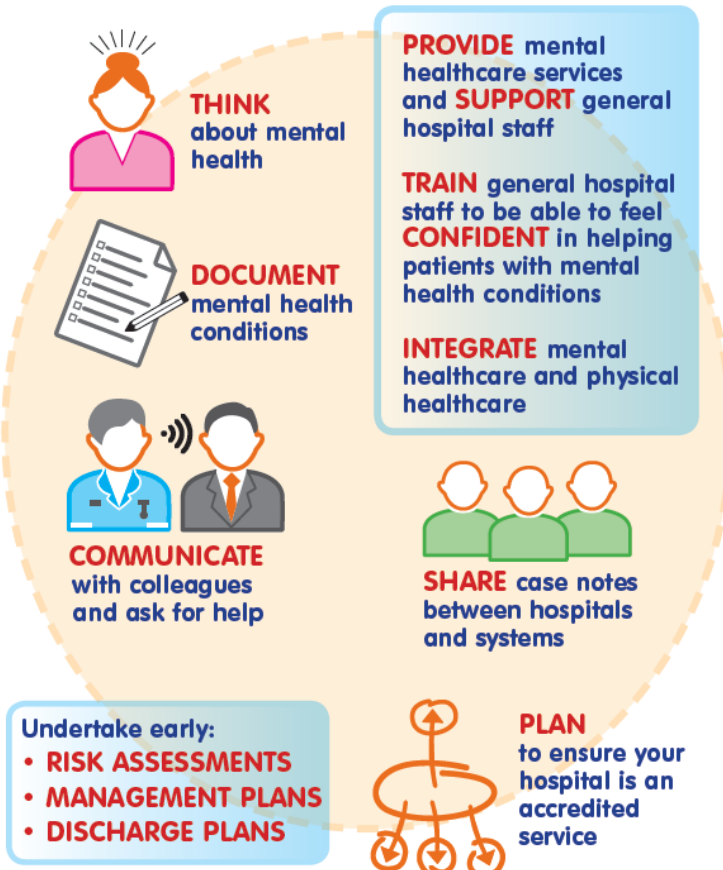 THINK
about mental
health
PROVIDE mental
healthcare services
and SUPPORT general
hospital staff
TRAIN general hospital
staff to be able to feel
CONFIDENT in helping
patients with mental
health conditions
INTEGRATE mental
healthcare and physical
healthcare
DOCUMENT
mental health
conditions
COMMUNICATE
with colleagues
and ask for help
SHARE case notes
between hospitals
and systems
Undertake early:
• RISK ASSESSMENTS
• MANAGEMENT PLANS
• DISCHARGE PLANS
PLAN
to ensure your
hospital is an
accredited
service